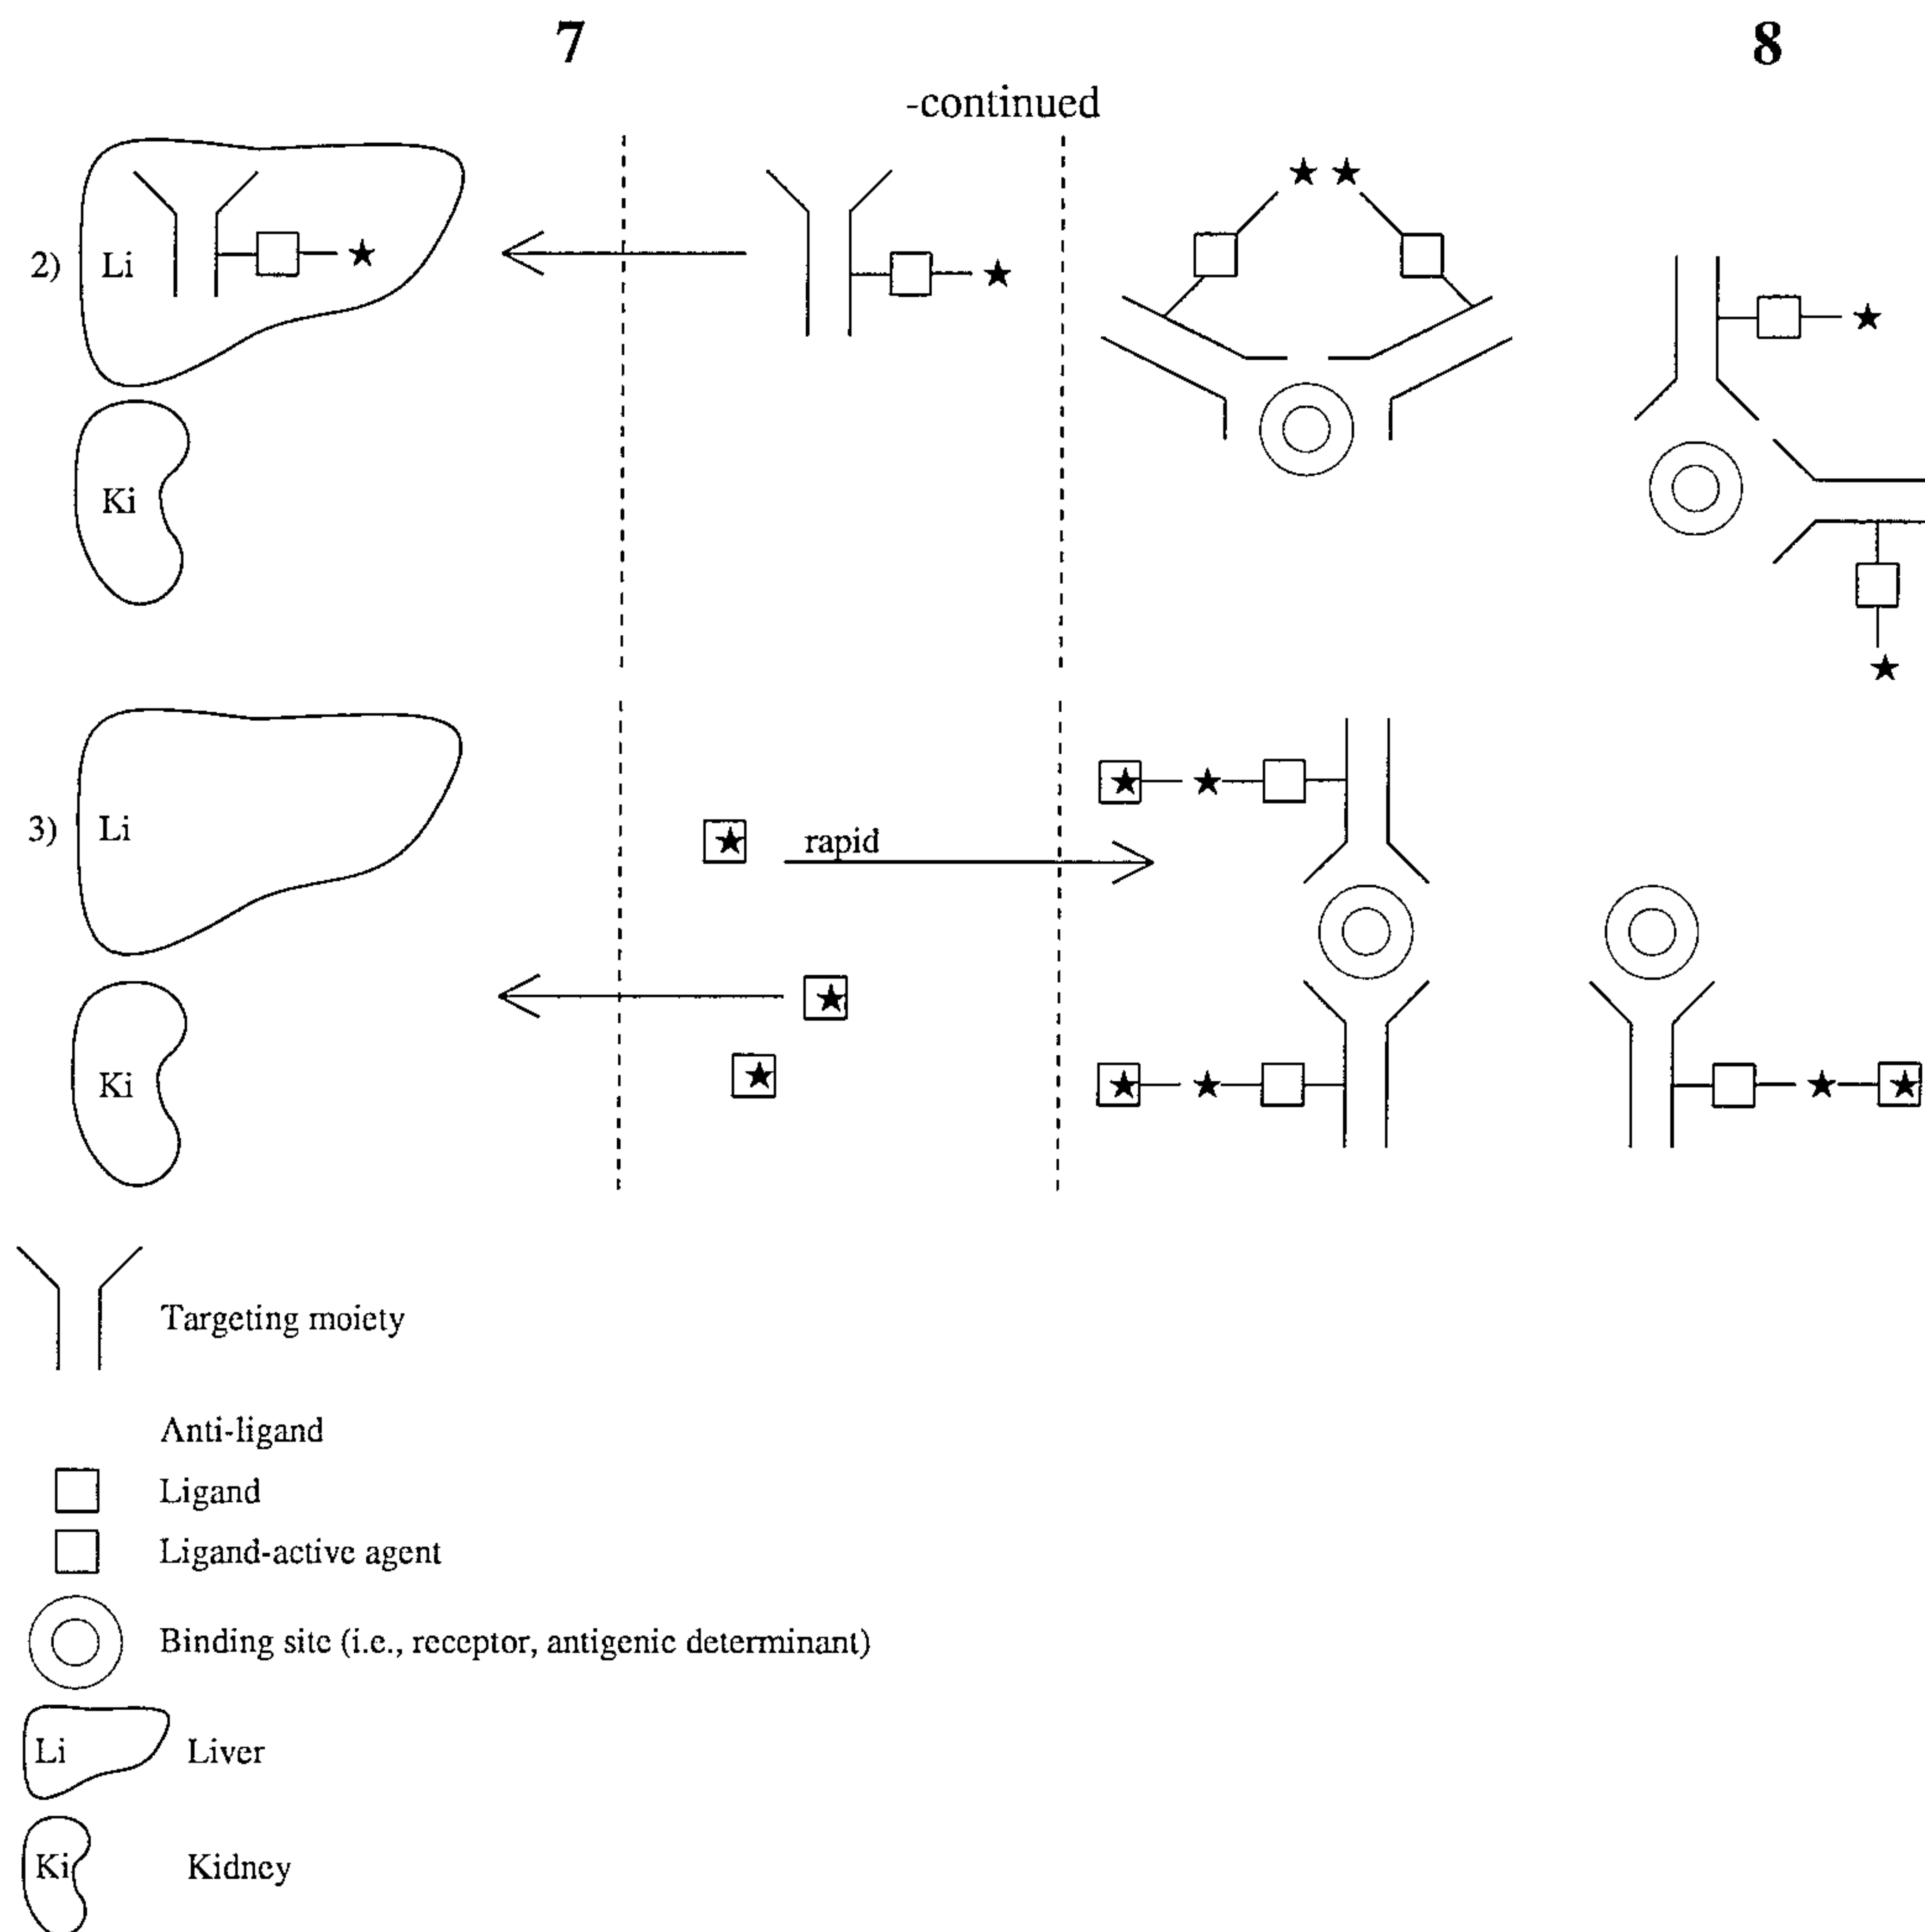 7
8
-continued
2)
Li
Ki
3)
Li
rapid
Ki
Targeting moiety
Anti-ligand
Ligand
Ligand-active agent
Binding site (i.e., receptor, antigenic determinant)
Li
Liver
Ki
Kidney